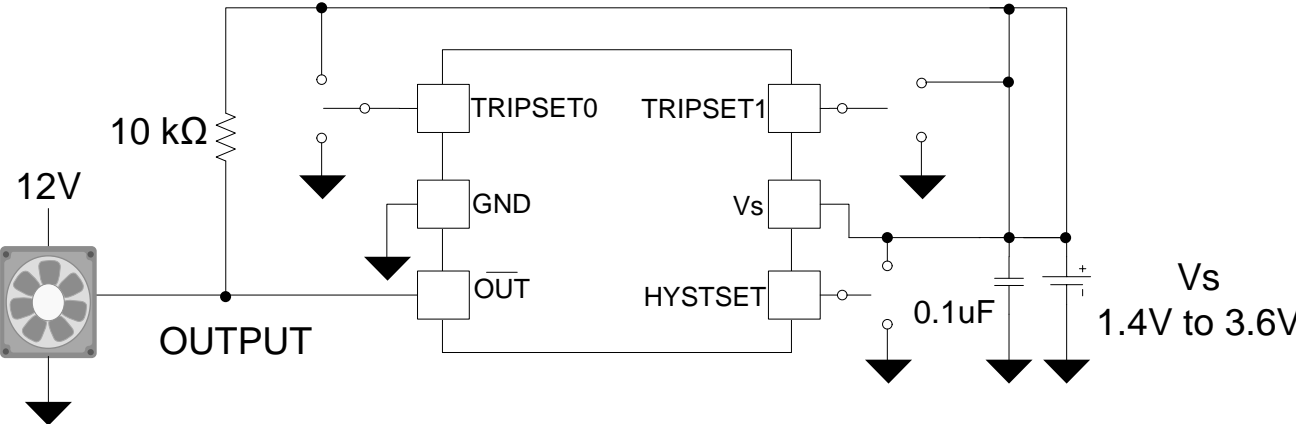 TRIPSET0
TRIPSET1
10 kΩ
12V
GND
Vs
OUT
HYSTSET
0.1uF
+
-
Vs
1.4V to 3.6V
OUTPUT